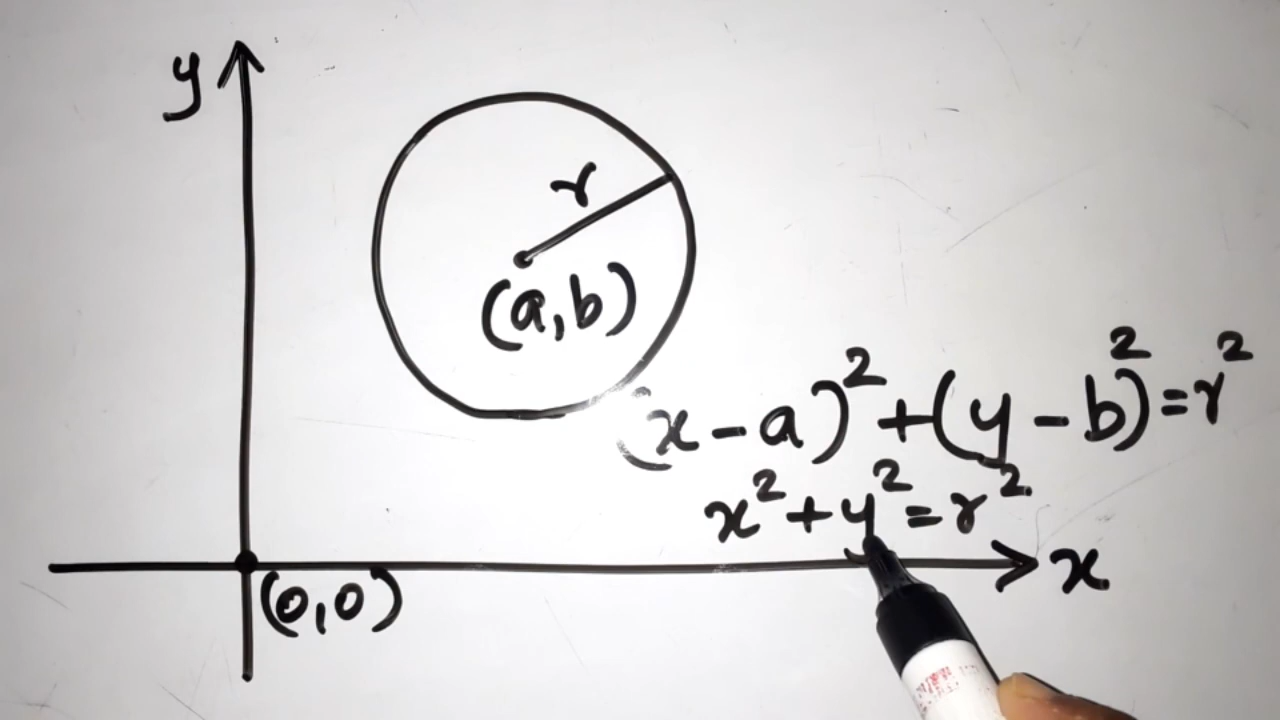 y
r
(a,b)
(x-a)²+(y-b)²=r²
x²+y²=r²
x
(0,0)